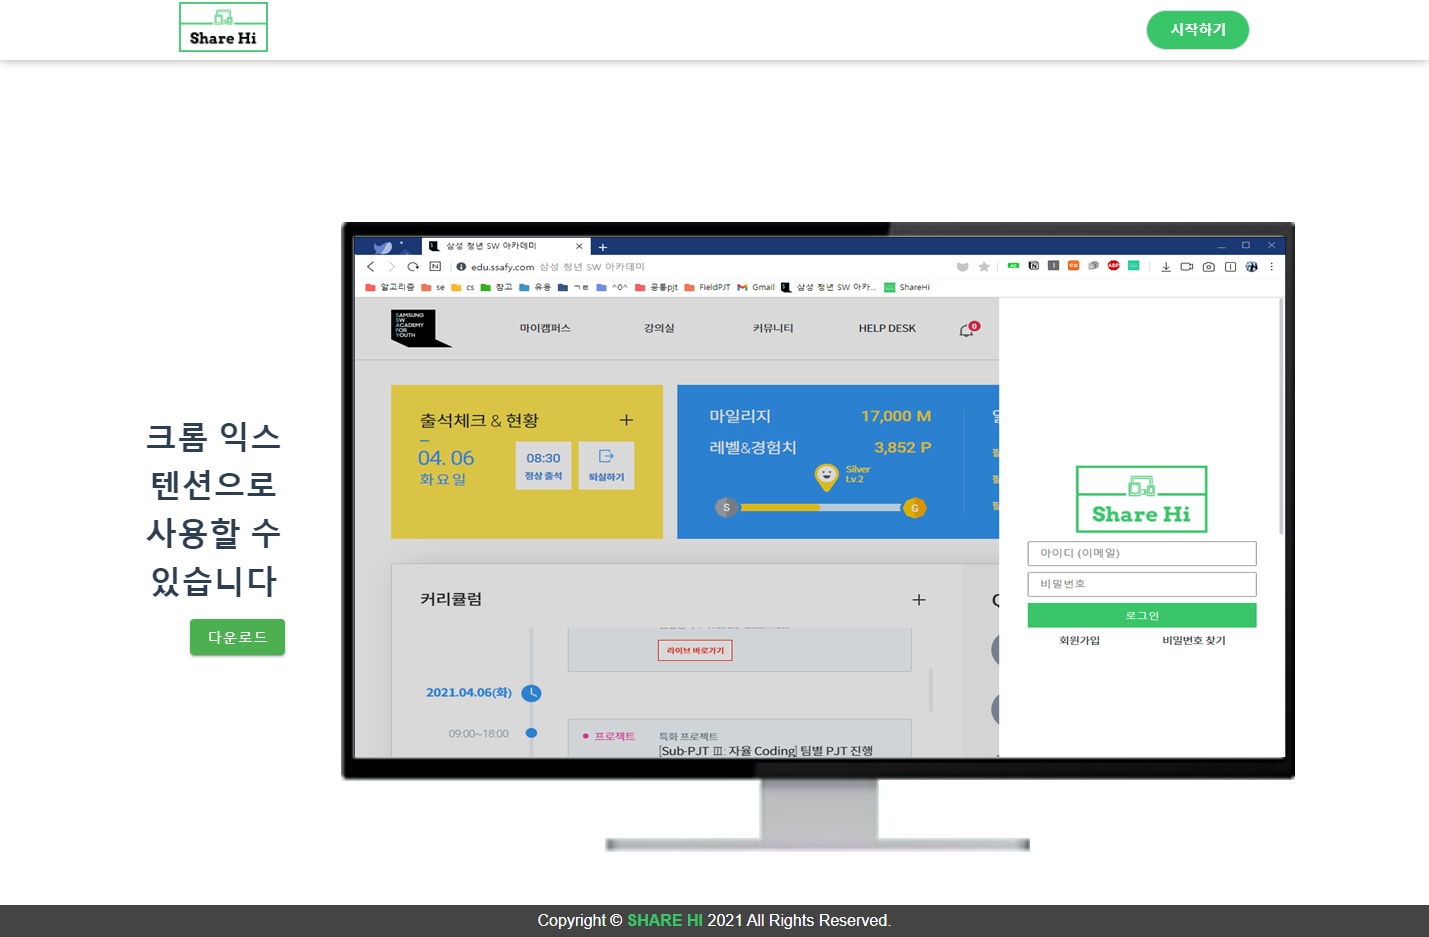 Share Hi
시작하기
삼성 청년 SW 아카데미
edu.ssafy.com 삼성 청년 SW 아카데미
알고리즘 se cs 참고 유용 ㄱㅌ ^0^ 공통pjt FieldPJT Gmail 삼성 청년 SW 아카... ShareHi
SAMSUNG
SW
ACADEMY
FOR
YOUTH
마이캠퍼스 강의실 커뮤니티 HELP DESK 0
출석체크 & 현황
04. 06
화요일
08:30
정상 출석
퇴실하기
마일리지 17,000 M
레벨&경험치 3,852 P
Silver
Lv.2
S G
커리큘럼
라이브 바로가기
2021.04.06(화)
09:00~18:00
프로젝트 특화 프로젝트
[Sub-PJT Ⅲ: 자율 Coding] 팀별 PJT 진행
Share Hi
아이디 (이메일)
비밀번호
로그인
회원가입 비밀번호 찾기
크롬 익스
텐션으로
사용할 수
있습니다
다운로드
Copyright © SHARE HI 2021 All Rights Reserved.